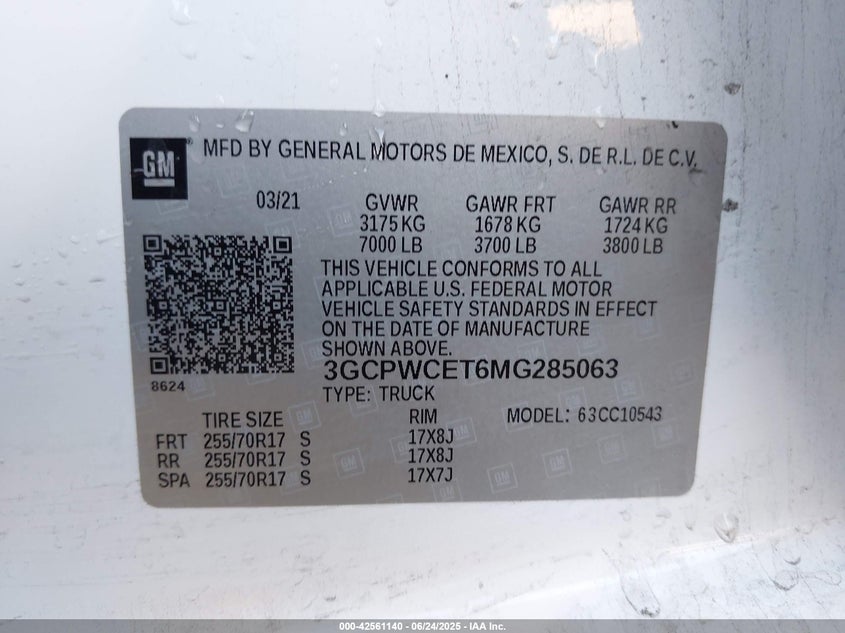 GM
MFD BY GENERAL MOTORS DE MEXICO, S. DE R.L. DE C.V.
03/21 GVWR GAWR FRT GAWR RR
3175 KG 1678 KG 1724 KG
7000 LB 3700 LB 3800 LB
THIS VEHICLE CONFORMS TO ALL
APPLICABLE U.S. FEDERAL MOTOR
VEHICLE SAFETY STANDARDS IN EFFECT
ON THE DATE OF MANUFACTURE
SHOWN ABOVE.
3GCPWCET6MG285063
8624
TYPE: TRUCK
TIRE SIZE RIM MODEL: 63CC10543
FRT 255/70R17 S 17X8J
RR 255/70R17 S 17X8J
SPA 255/70R17 S 17X7J
000-42561140 - 06/24/2025 - IAA Inc.